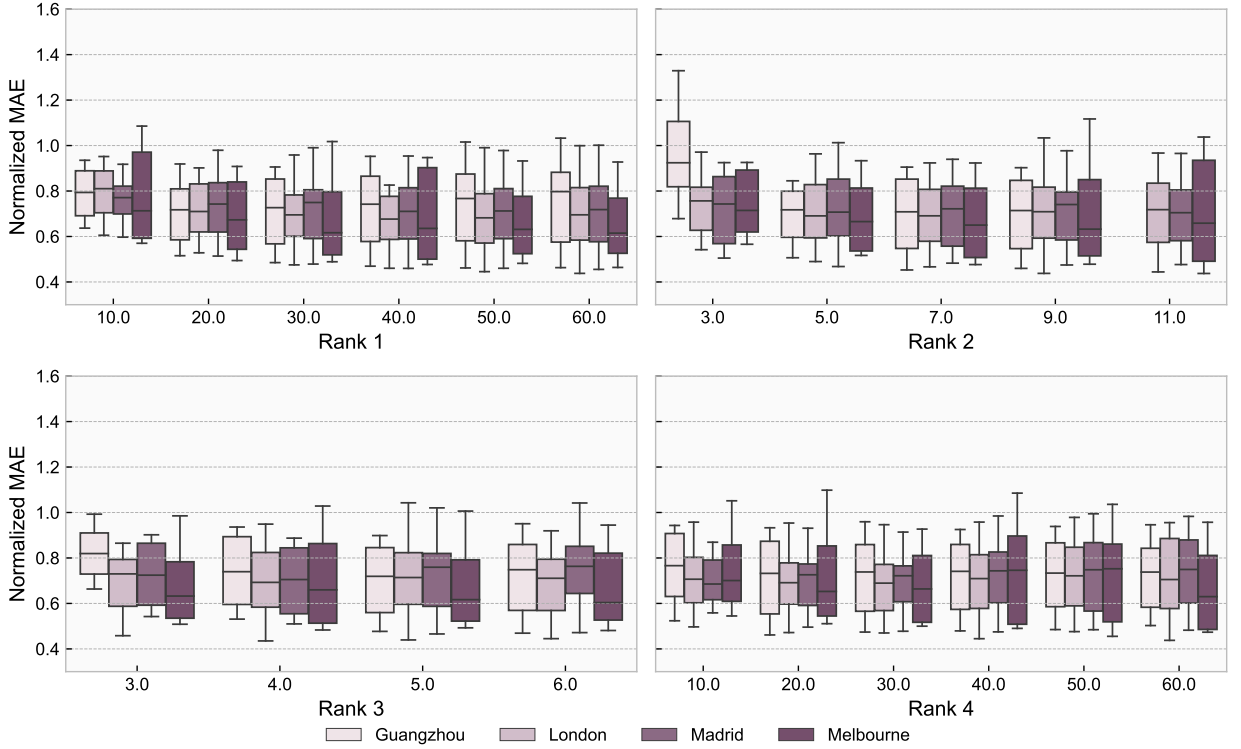 1.6
1.4
1.2
1.0
0.8
0.6
0.4
Normalized MAE
10.0 20.0 30.0 40.0 50.0 60.0
Rank 1
3.0 5.0 7.0 9.0 11.0
Rank 2
1.6
1.4
1.2
1.0
0.8
0.6
0.4
Normalized MAE
3.0 4.0 5.0 6.0
Rank 3
10.0 20.0 30.0 40.0 50.0 60.0
Rank 4
Guangzhou London Madrid Melbourne